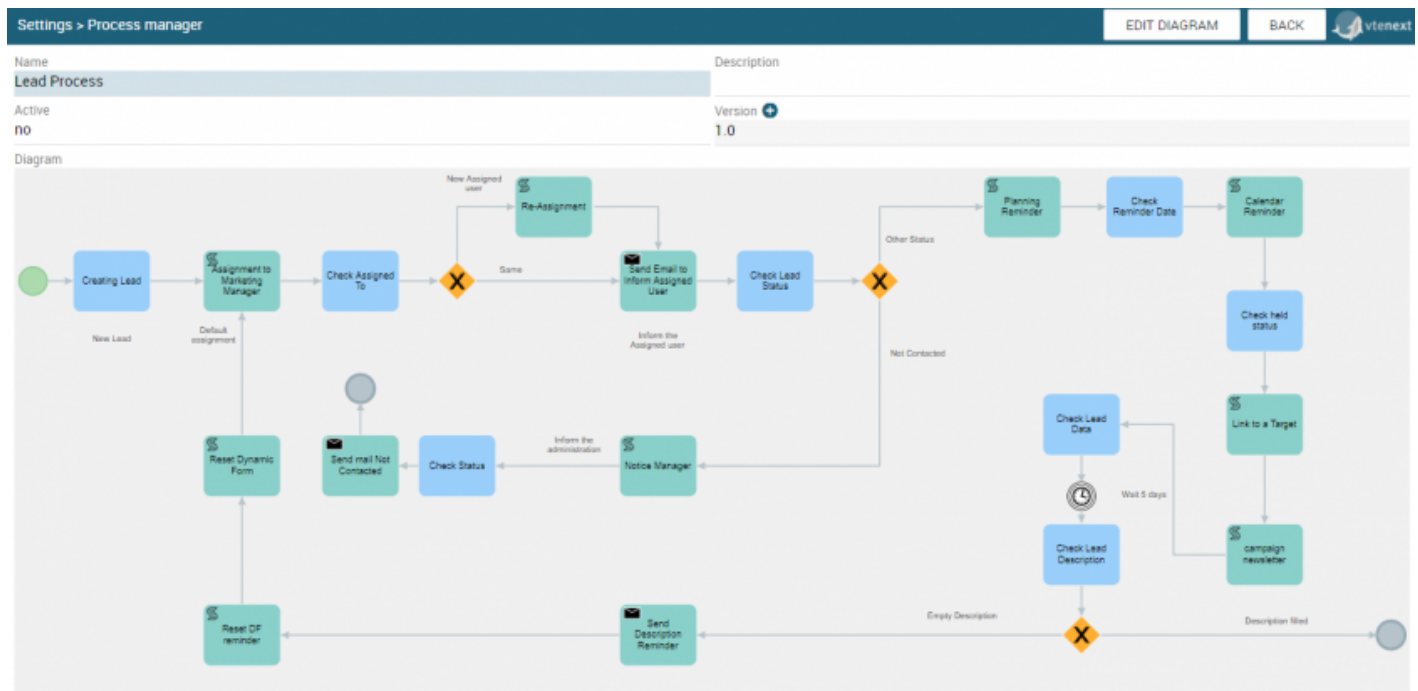 Settings > Process manager
EDIT DIAGRAM
BACK
vtenext
Name
Lead Process
Description
Active
no
Version
1.0
Diagram
New Assigned
user
Re-Assignment
Planning
Reminder
Check
Reminder Date
Calendar
Reminder
Other Status
Creating Lead
Assignment to
Marketing
Manager
Check Assigned
To
Same
Send Email to
Inform Assigned
User
Check Lead
Status
Check held
status
New Lead
Default
assignment
Inform the
Assigned user
Not Contacted
Check Lead
Data
Link to a Target
Reset Dynamic
Form
Send mail Not
Contacted
Check Status
Inform the
administration
Notice Manager
Wait 5 days
Check Lead
Description
campaign
newsletter
Reset DF
reminder
Send
Description
Reminder
Empty Description
Description filled